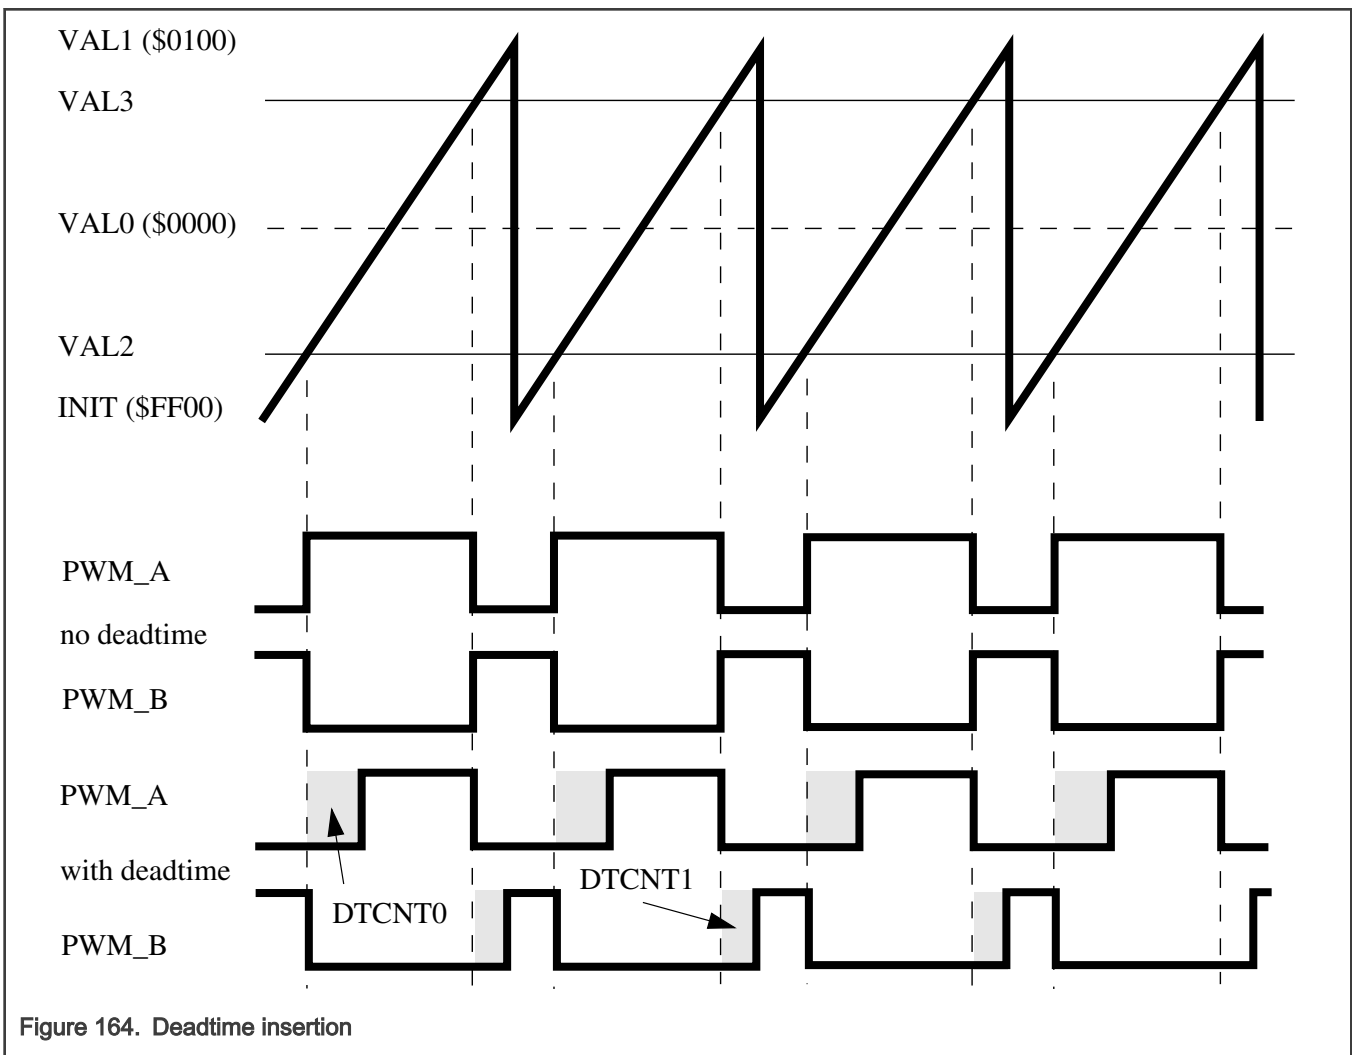 VAL1 ($0100)
VAL3
VAL0 ($0000)
VAL2
INIT ($FF00)
PWM_A
no deadtime
PWM_B
PWM_A
with deadtime
DTCNT1
DTCNT0
PWM_B
Figure 164. Deadtime insertion